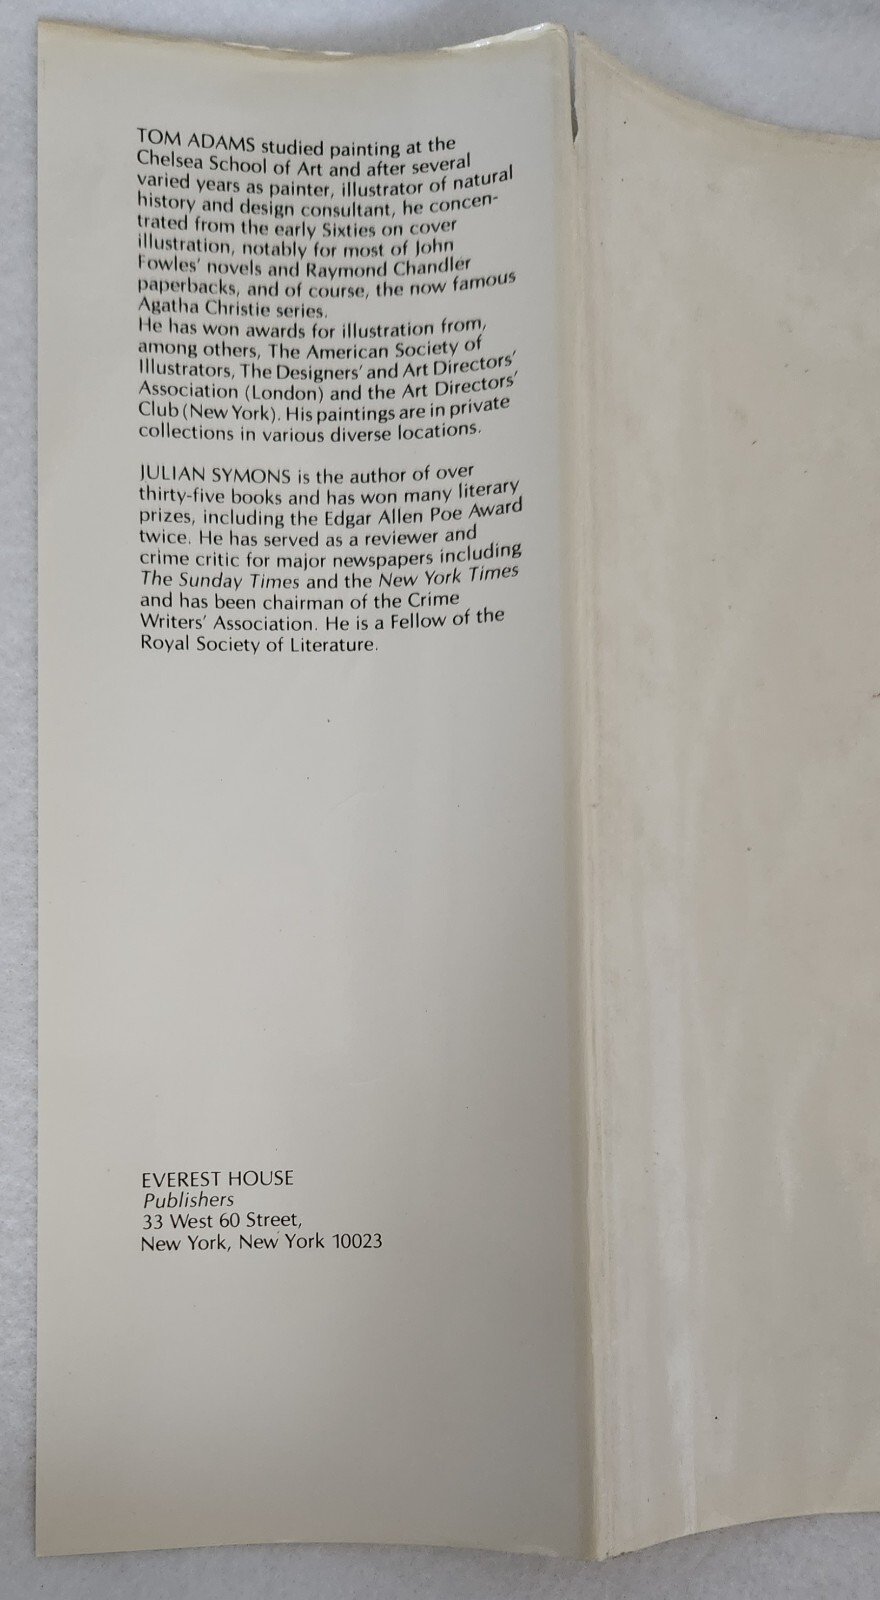 TOM ADAMS studied painting at the
Chelsea School of Art and after several
varied years as painter, illustrator of natural
history and design consultant, he concen-
trated from the early Sixties on cover
illustration, notably for most of John
Fowles' novels and Raymond Chandler
paperbacks, and of course, the now famous
Agatha Christie series.
He has won awards for illustration from,
among others, The American Society of
Illustrators, The Designers' and Art Directors'
Association (London) and the Art Directors'
Club (New York). His paintings are in private
collections in various diverse locations.
JULIAN SYMONS is the author of over
thirty-five books and has won many literary
prizes, including the Edgar Allen Poe Award
twice. He has served as a reviewer and
crime critic for major newspapers including
The Sunday Times and the New York Times
and has been chairman of the Crime
Writers' Association. He is a Fellow of the
Royal Society of Literature.
EVEREST HOUSE
Publishers
33 West 60 Street,
New York, New York 10023